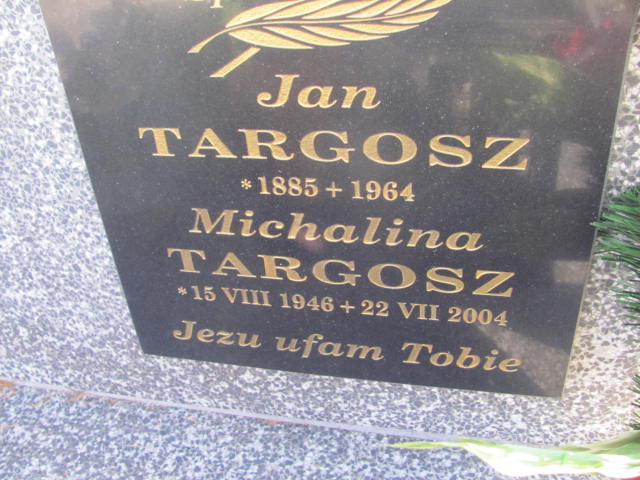 Jan
TARGOSZ
* 1885 + 1964
Michalina
TARGOSZ
* 15 VIII 1946 + 22 VII 2004
Jezu ufam Tobie